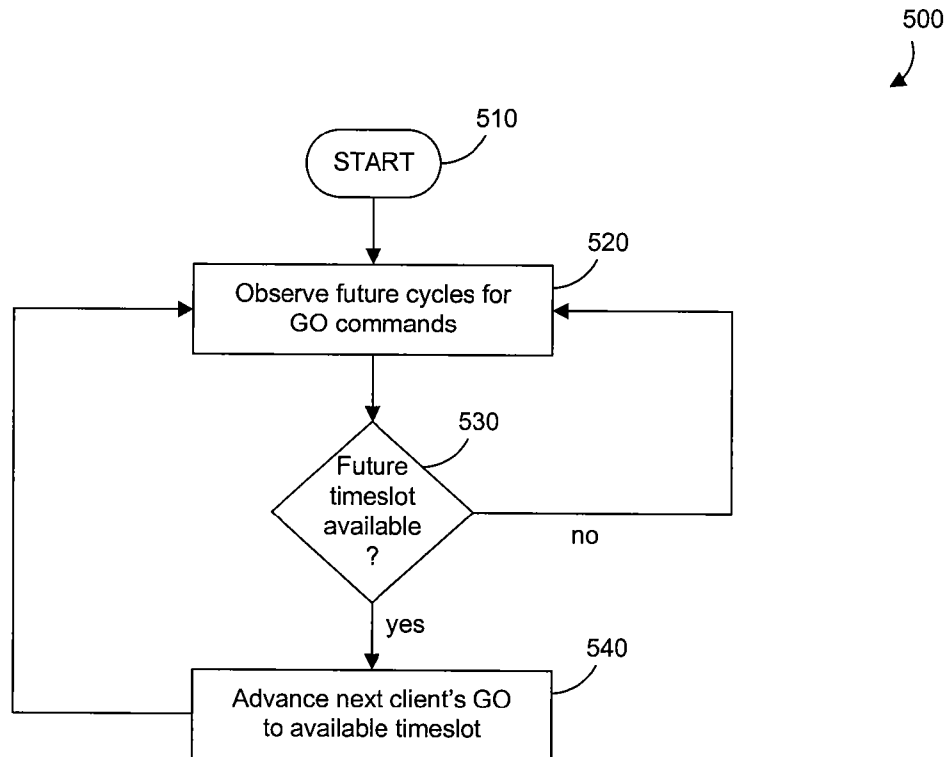 500
510
START
520
Observe future cycles for
GO commands
530
Future
timeslot
available
?
no
yes
540
Advance next client's GO
to available timeslot